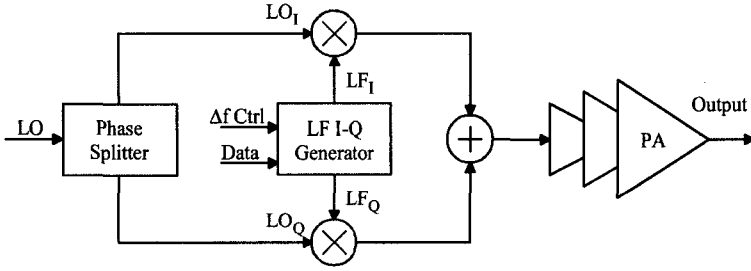 LO_I
LF_I
LO
Phase
Splitter
Δf Ctrl
Data
LF I-Q
Generator
LF_Q
LO_Q
PA
Output